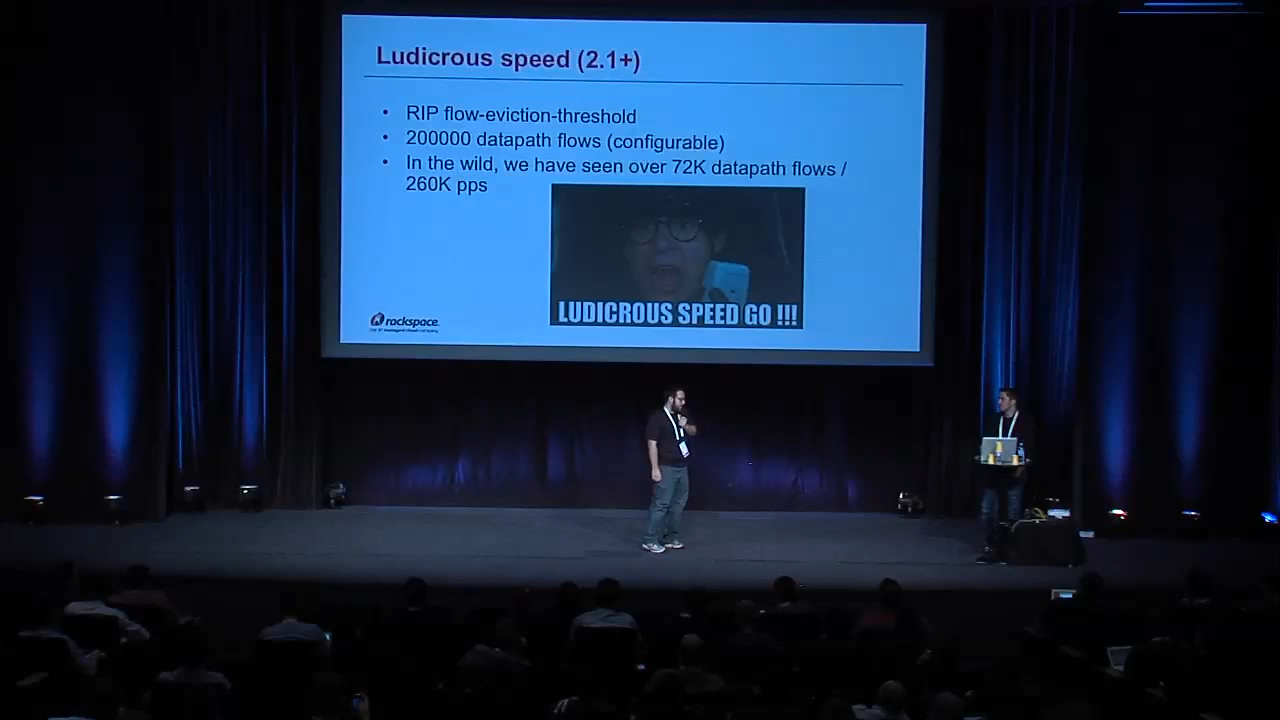 Ludicrous speed (2.1+)
• RIP flow-eviction-threshold
• 200000 datapath flows (configurable)
• In the wild, we have seen over 72K datapath flows /
260K pps
LUDICROUS SPEED GO !!!
rackspace